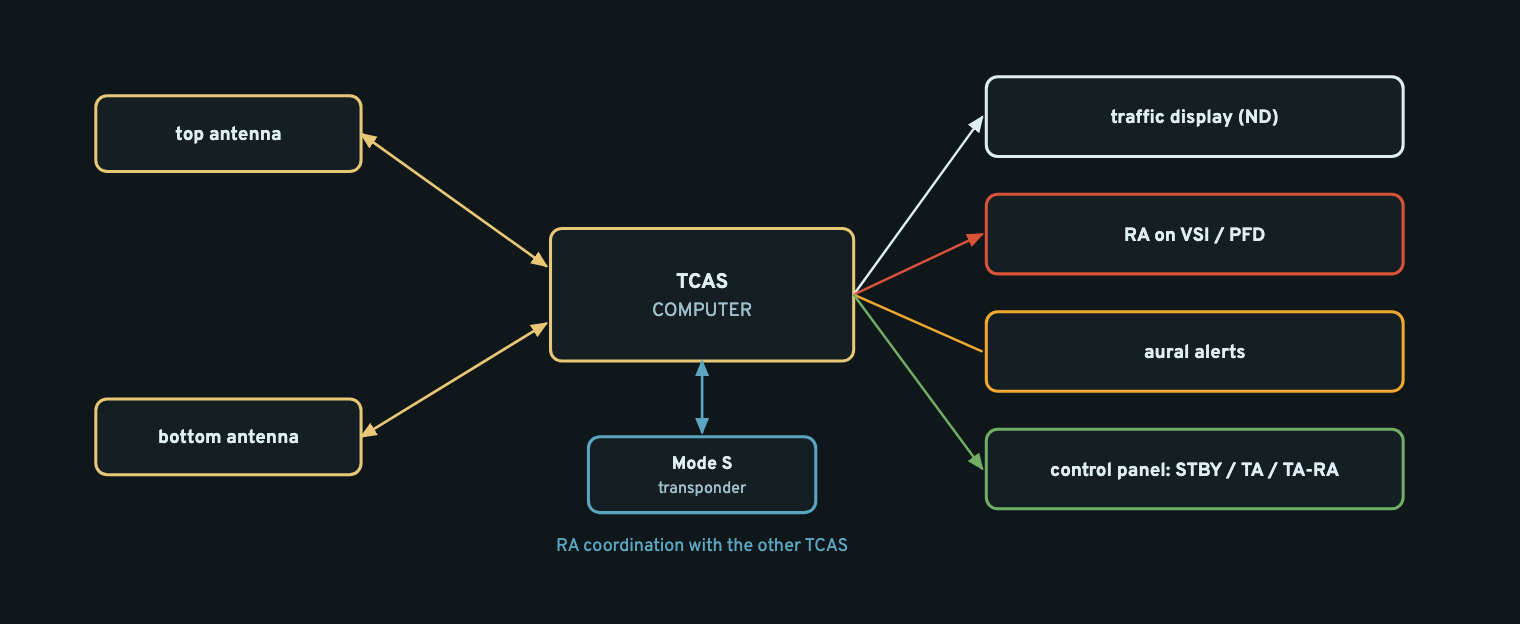 top antenna
bottom antenna
TCAS
COMPUTER
Mode S
transponder
RA coordination with the other TCAS
traffic display (ND)
RA on VSI / PFD
aural alerts
control panel: STBY / TA / TA-RA